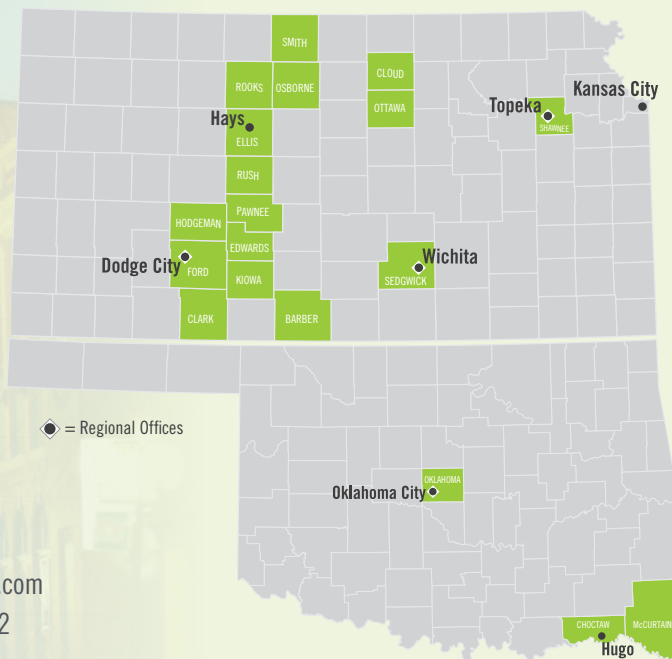 SMITH
CLOUD
ROOKS
OSBORNE
Kansas City
Topeka
OTTAWA
SHAWNEE
Hays
ELLIS
RUSH
PAWNEE
HODGEMAN
EDWARDS
Wichita
Dodge City
FORD
KIOWA
SEDGWICK
CLARK
BARBER
= Regional Offices
OKLAHOMA
Oklahoma City
.com
2
CHOCTAW
McCURTAIN
Hugo